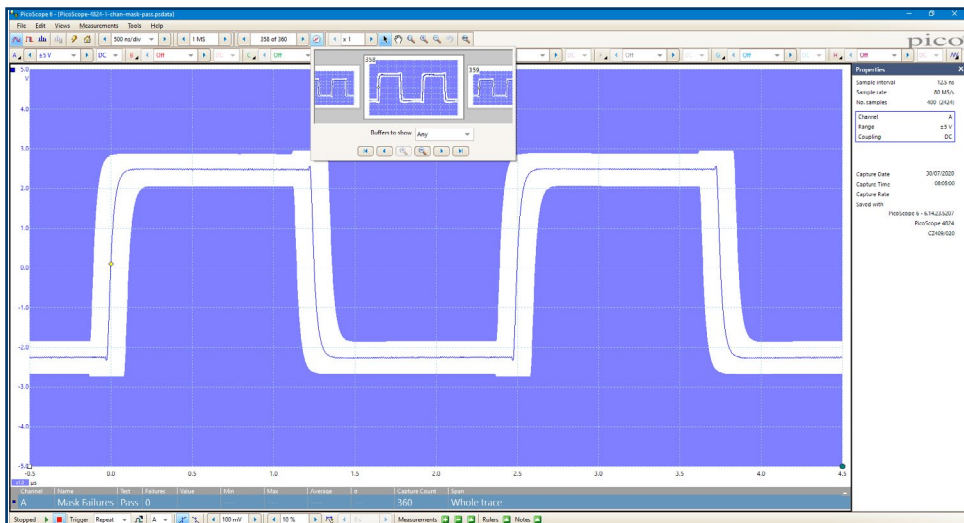 PicoScope 6 - [PicoScope-4824-1-chan-mask-pass.psdata]
File Edit Views Measurements Tools Help
500 ns/div 1 MS 358 of 360 x 1
pico
A ±5 V DC B Off DC C Off DC Off DC Off DC H Off
358
359
Buffers to show Any
5.0
V
4.0
3.0
2.0
1.0
0.0
-1.0
-2.0
-3.0
-4.0
-5.0
-0.5 0.0 0.5 1.0 1.5 2.0 2.5 3.0 3.5 4.0 4.5
x1.0 µs
Properties
Sample interval 12.5 ns
Sample rate 80 MS/s
No. samples 400 (2424)
Channel A
Range ±5 V
Coupling DC
Capture Date 30/07/2020
Capture Time 08:09:00
Capture Rate
Saved with
PicoScope 6 - 6.14.23.5207
PicoScope 4824
CZ409/020
Channel Name Test Failures Value Min Max Average σ Capture Count Span
A Mask Failures Pass 0 360 Whole trace
Stopped Trigger Repeat A 100 mV 10 % Measurements Rulers Notes